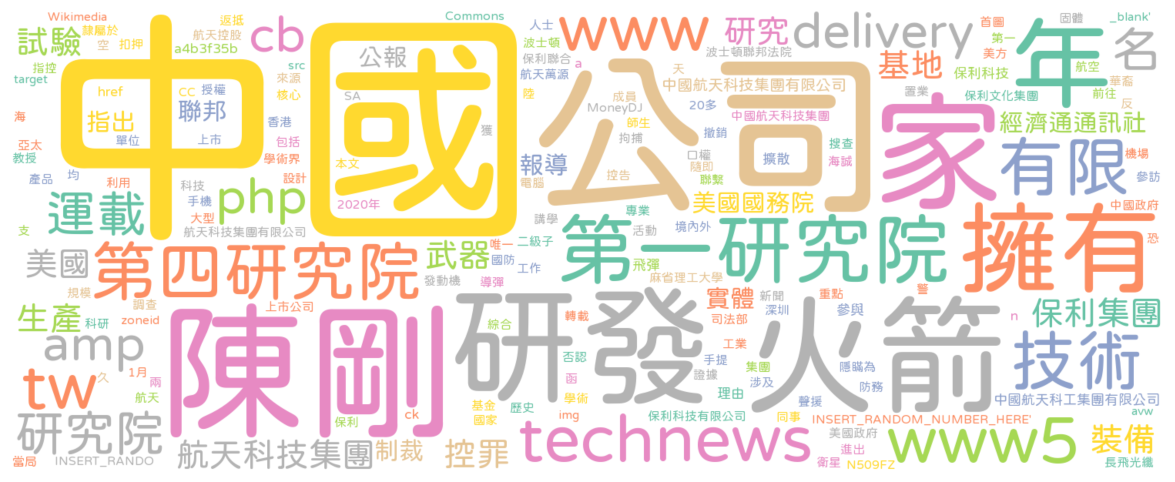 Wikimedia
隸屬於
返抵
航天控股
cb
Commons
人士
www
研究
delivery
固體
_blank'
試驗
空
扣押
a4b3f35b
中國
公報
波士頓
保利聯合
波士頓聯邦法院
首圖
美方
第一
年
名
指控
src
航天萬源
a
公司
天
基地
航空
target
href
CC
授權
來源
核心
SA
陸
MoneyDJ
成員
中國航天科技集團有限公司
20多
置業
保利科技
保利文化集團
華裔
前往
反
指出
聯邦
海
單位
上市
香港
獲
師生
拘捕
中國航天科技集團
撤銷
搜查
家
經濟通通訊社
亞太
教授
包括
學術界
本文
報導
電腦
控告
口權
隨即
擴散
海誠
有限
機場
產品
均
利用
設計
聯繫
參訪
運載
科技
手機
php
2020年
講學
專業
美國國務院
中國政府
支
大型
航天科技集團有限公司
活動
境內外
第一研究院
擁有
恐
美國
第四研究院
武器
唯一
二級子
國防
工作
飛彈
麻省理工大學
警
規模
調查
上市公司
發動機
導彈
實體
重點
生產
科研
zoneid
陳剛
研發
火箭
轉載
新聞
司法部
深圳
參與
n
保利集團
綜合
amp
否認
工業
手提
隱瞞為
技術
tw
久
1月
兩
航天
函
集團
證據
涉及
防務
理由
聲援
中國航天科工集團有限公司
保利
ck
基金
國家
歷史
學術
img
保利科技有限公司
同事
INSERT_RANDOM_NUMBER_HERE'
avw
研究院
航天科技集團
制裁
控罪
technews
美國政府
進出
www5
裝備
當局
INSERT_RANDO
衛星
N509FZ
長飛光纖